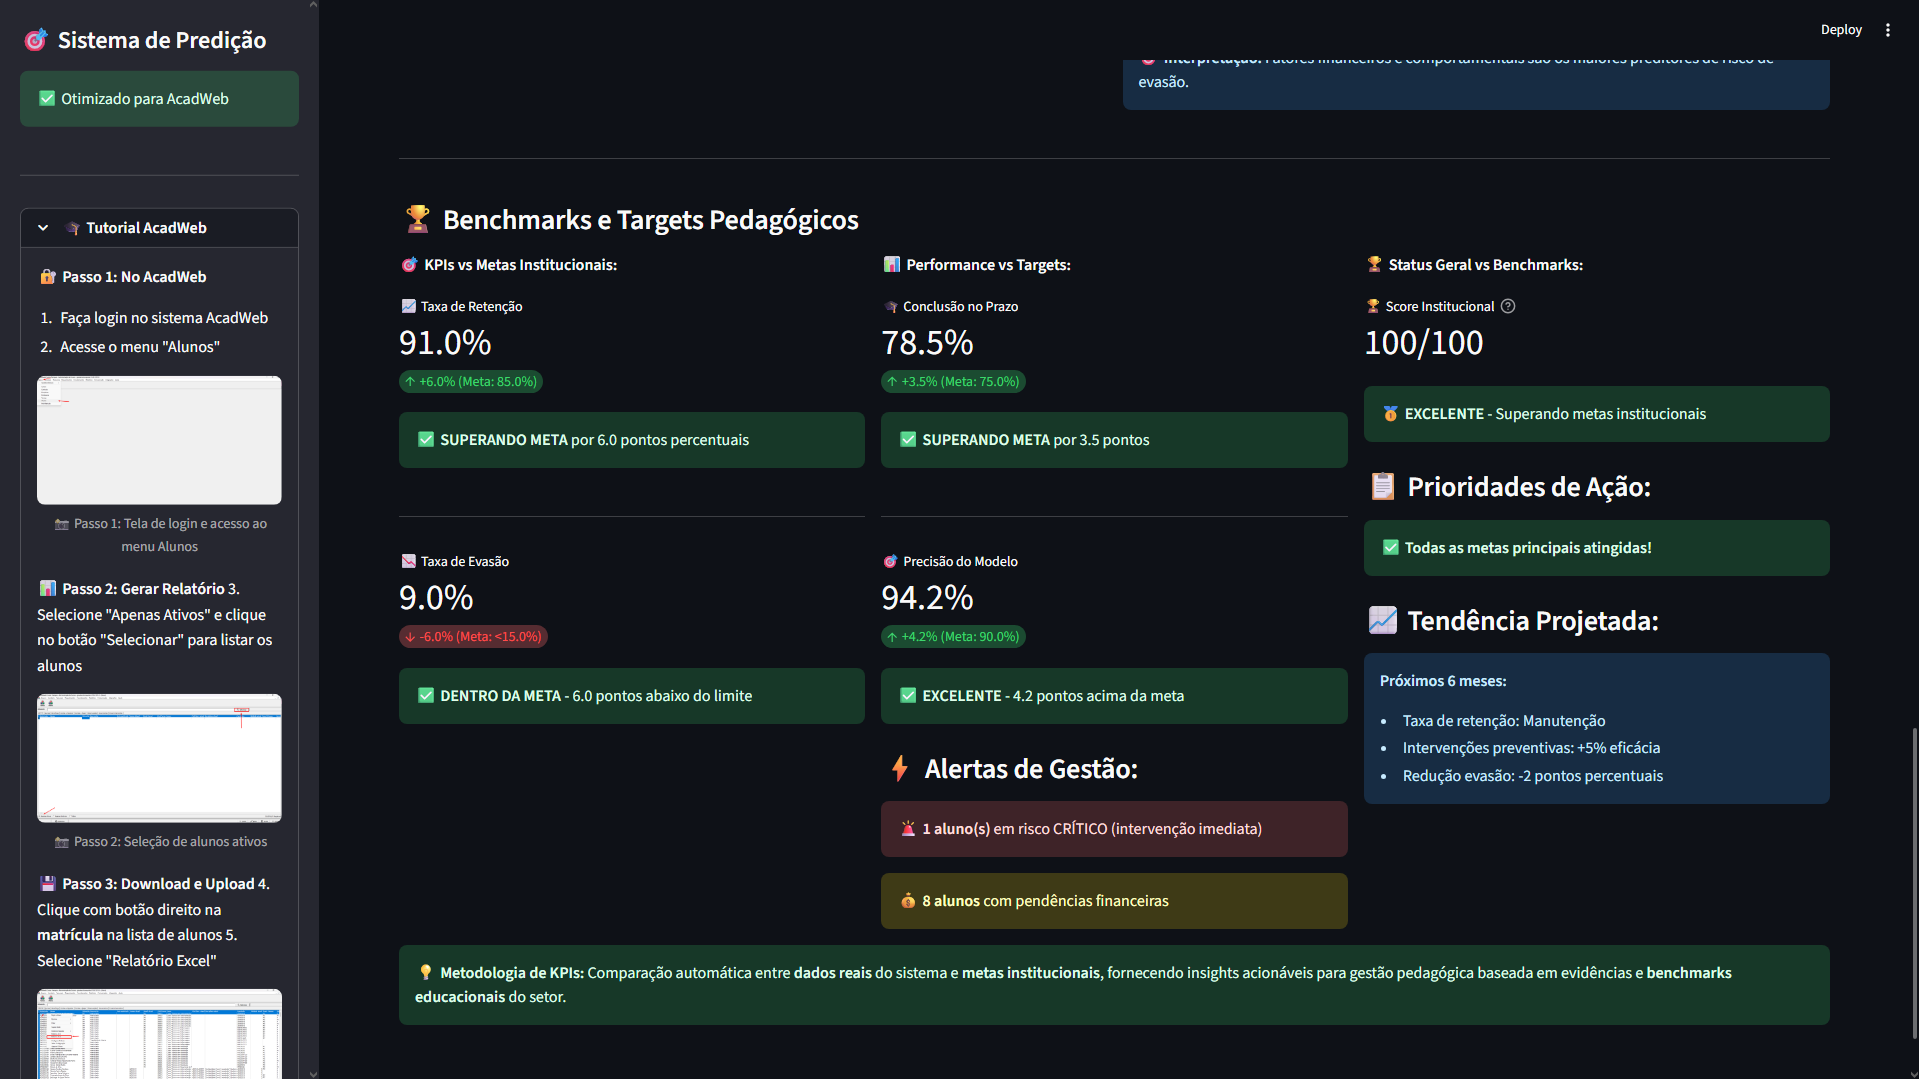 Sistema de Predição
Otimizado para AcadWeb
Tutorial AcadWeb
Passo 1: No AcadWeb
1. Faça login no sistema AcadWeb
2. Acesse o menu "Alunos"
Passo 1: Tela de login e acesso ao
menu Alunos
Passo 2: Gerar Relatório 3.
Selecione "Apenas Ativos" e clique
no botão "Selecionar" para listar os
alunos
Passo 2: Seleção de alunos ativos
Passo 3: Download e Upload 4.
Clique com botão direito na
matrícula na lista de alunos 5.
Selecione "Relatório Excel"
Deploy
Interpretação: Fatores financeiros e comportamentais são os maiores preditores de risco de
evasão.
Benchmarks e Targets Pedagógicos
KPIs vs Metas Institucionais:
Taxa de Retenção
91.0%
↑ +6.0% (Meta: 85.0%)
SUPERANDO META por 6.0 pontos percentuais
Taxa de Evasão
9.0%
↓ -6.0% (Meta: <15.0%)
DENTRO DA META - 6.0 pontos abaixo do limite
Performance vs Targets:
Conclusão no Prazo
78.5%
↑ +3.5% (Meta: 75.0%)
SUPERANDO META por 3.5 pontos
Precisão do Modelo
94.2%
↑ +4.2% (Meta: 90.0%)
EXCELENTE - 4.2 pontos acima da meta
Alertas de Gestão:
1 aluno(s) em risco CRÍTICO (intervenção imediata)
8 alunos com pendências financeiras
Status Geral vs Benchmarks:
Score Institucional
100/100
EXCELENTE - Superando metas institucionais
Prioridades de Ação:
Todas as metas principais atingidas!
Tendência Projetada:
Próximos 6 meses:
• Taxa de retenção: Manutenção
• Intervenções preventivas: +5% eficácia
• Redução evasão: -2 pontos percentuais
Metodologia de KPIs: Comparação automática entre dados reais do sistema e metas institucionais, fornecendo insights acionáveis para gestão pedagógica baseada em evidências e benchmarks
educacionais do setor.